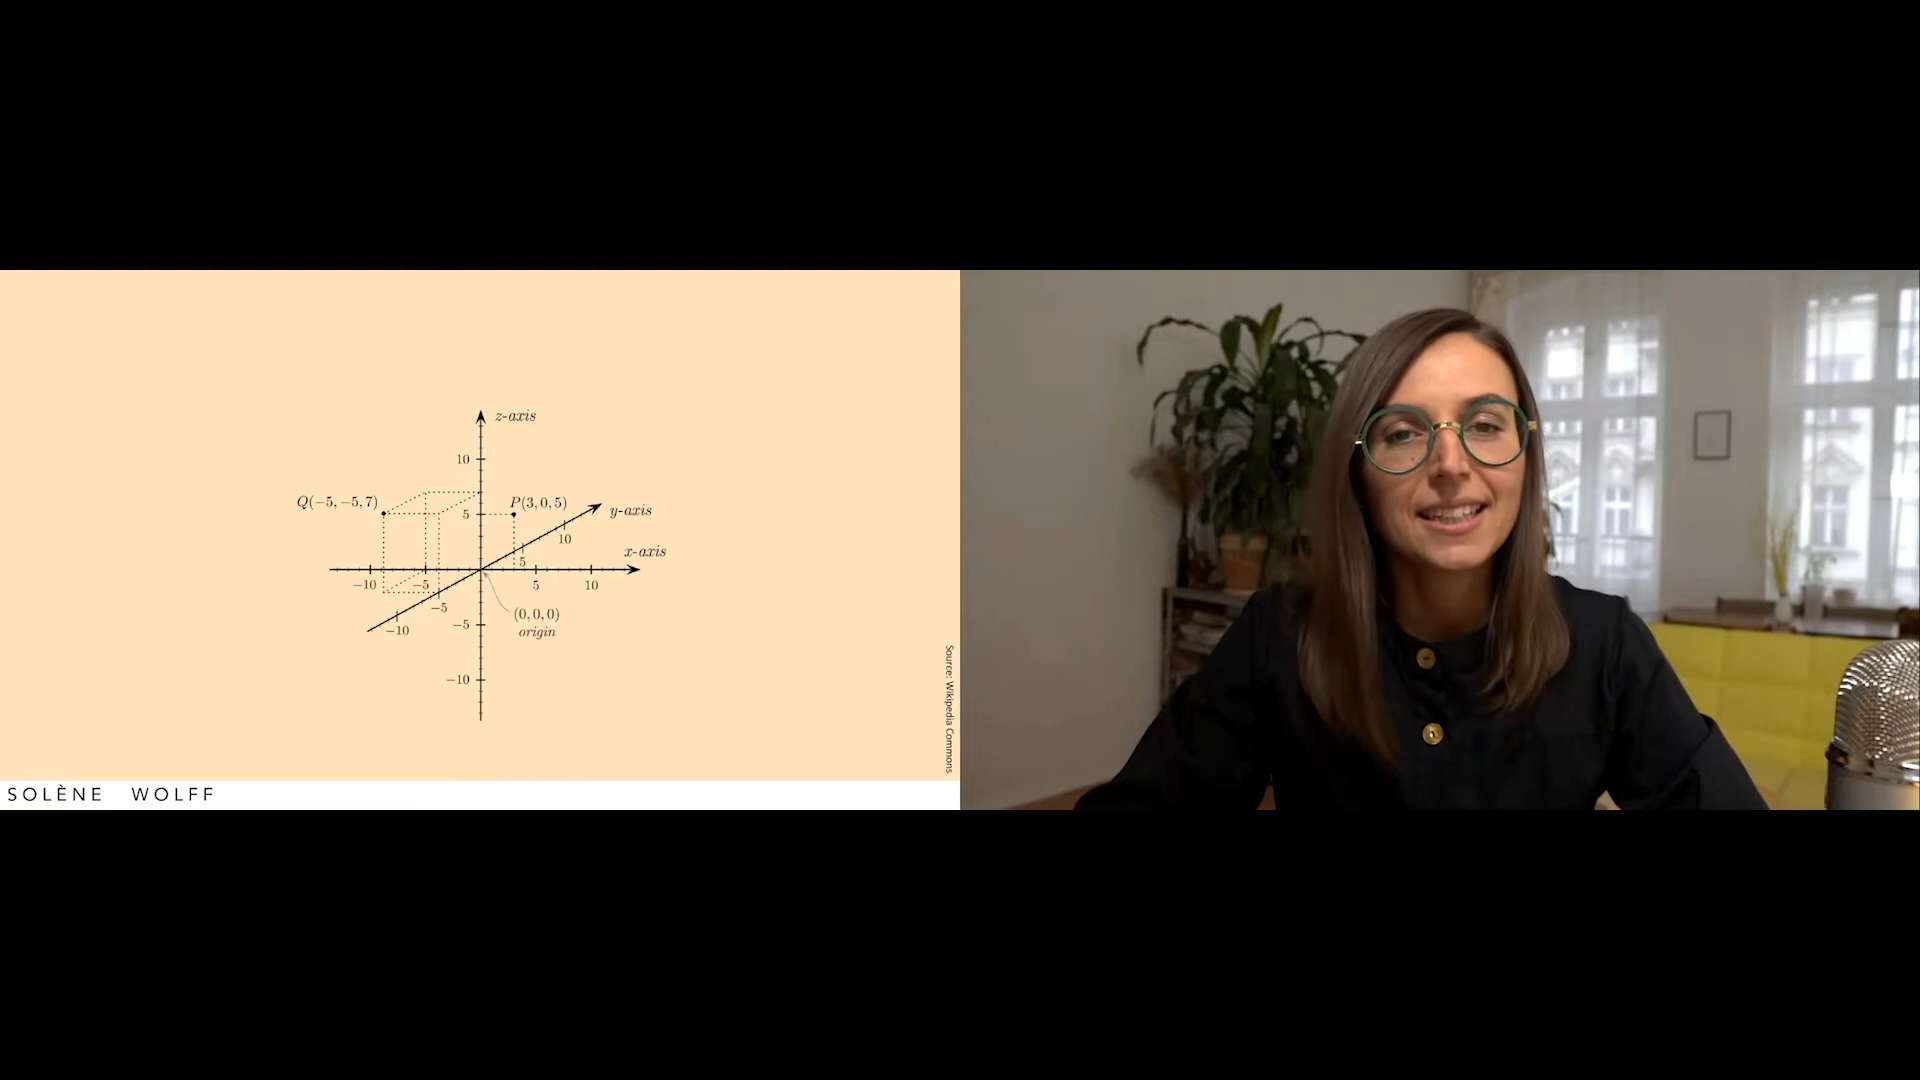 z-axis
10
Q(−5, −5, 7)
5
P(3, 0, 5)
y-axis
10
x-axis
5
−10
−5
5
10
−5
(0, 0, 0)
origin
−10
−5
−10
Source: Wikipedia Commons
SOLÈNE WOLFF